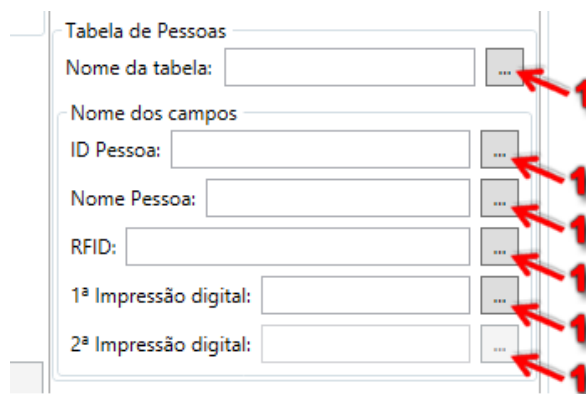 Tabela de Pessoas
Nome da tabela: ...
Nome dos campos
ID Pessoa: ...
Nome Pessoa: ...
RFID: ...
1ª Impressão digital: ...
2ª Impressão digital: ...